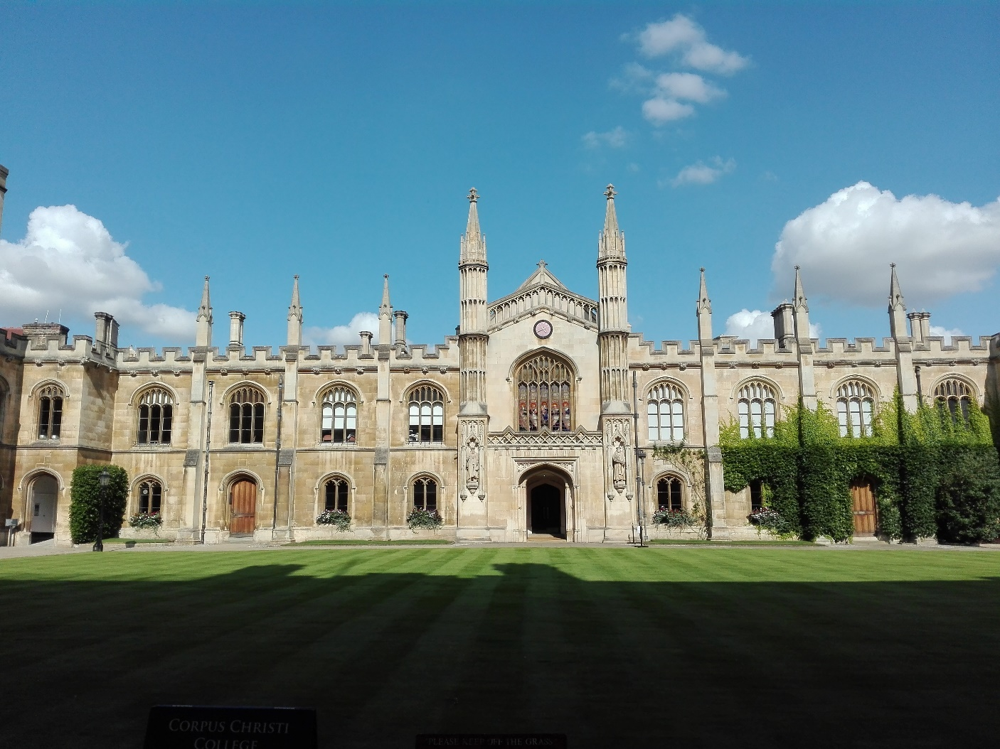 CORPUS CHRISTI
COLLEGE
"PLEASE KEEP OFF THE GRASS"